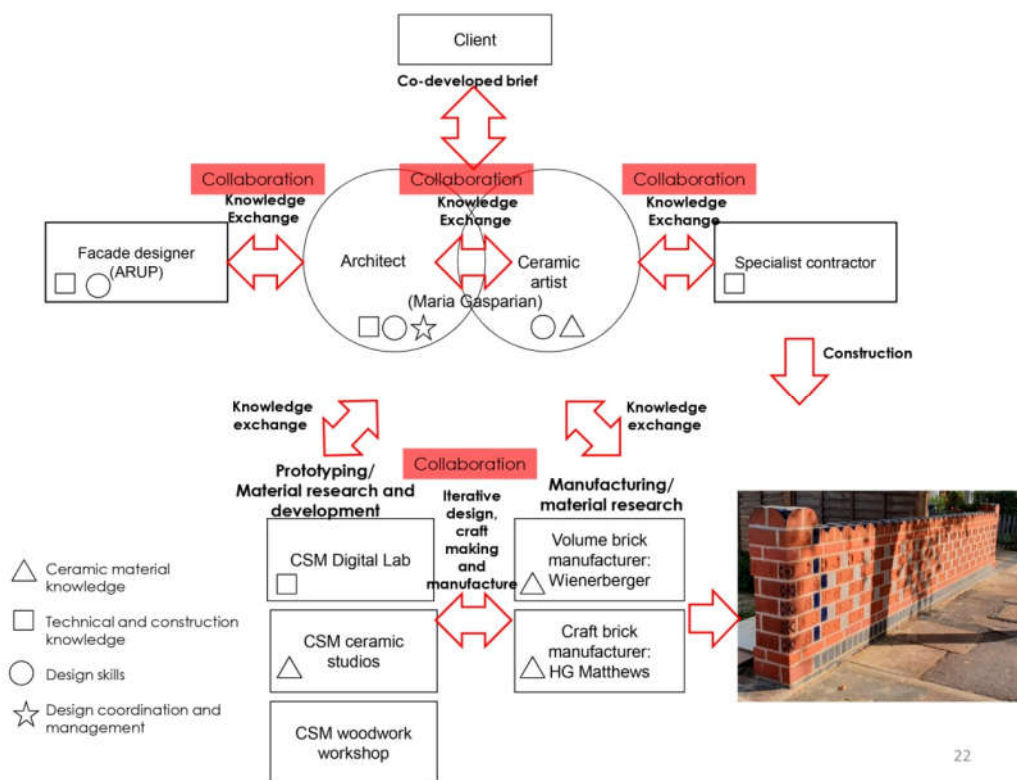 Client
Co-developed brief
Collaboration
Knowledge
Exchange
Collaboration
Knowledge
Exchange
Collaboration
Knowledge
Exchange
Facade designer
(ARUP)
Architect
Ceramic
artist
(Maria Gasparian)
Specialist contractor
Construction
Knowledge
exchange
Knowledge
exchange
Collaboration
Prototyping/
Material research and
development
Iterative
design,
craft
making
and
manufacture
Manufacturing/
material research
CSM Digital Lab
Volume brick
manufacturer:
Wienerberger
CSM ceramic
studios
Craft brick
manufacturer:
HG Matthews
CSM woodwork
workshop
Ceramic material
knowledge
Technical and construction
knowledge
Design skills
Design coordination and
management
22